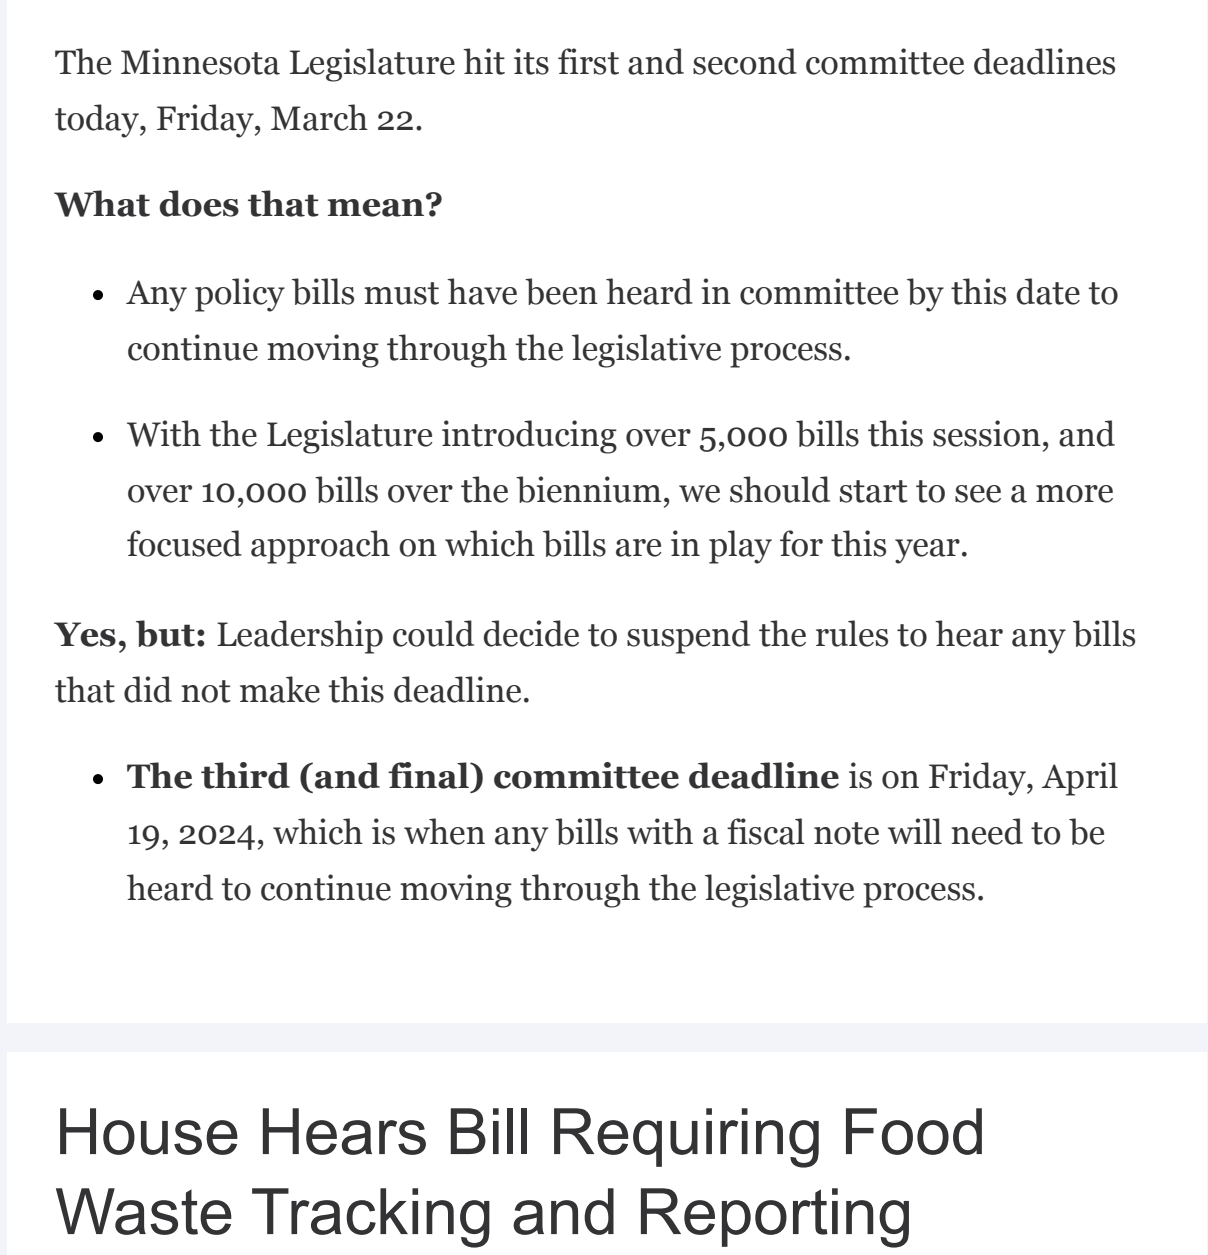 The Minnesota Legislature hit its first and second committee deadlines
today, Friday, March 22.
What does that mean?
• Any policy bills must have been heard in committee by this date to
continue moving through the legislative process.
• With the Legislature introducing over 5,000 bills this session, and
over 10,000 bills over the biennium, we should start to see a more
focused approach on which bills are in play for this year.
Yes, but: Leadership could decide to suspend the rules to hear any bills
that did not make this deadline.
• The third (and final) committee deadline is on Friday, April
19, 2024, which is when any bills with a fiscal note will need to be
heard to continue moving through the legislative process.
House Hears Bill Requiring Food
Waste Tracking and Reporting